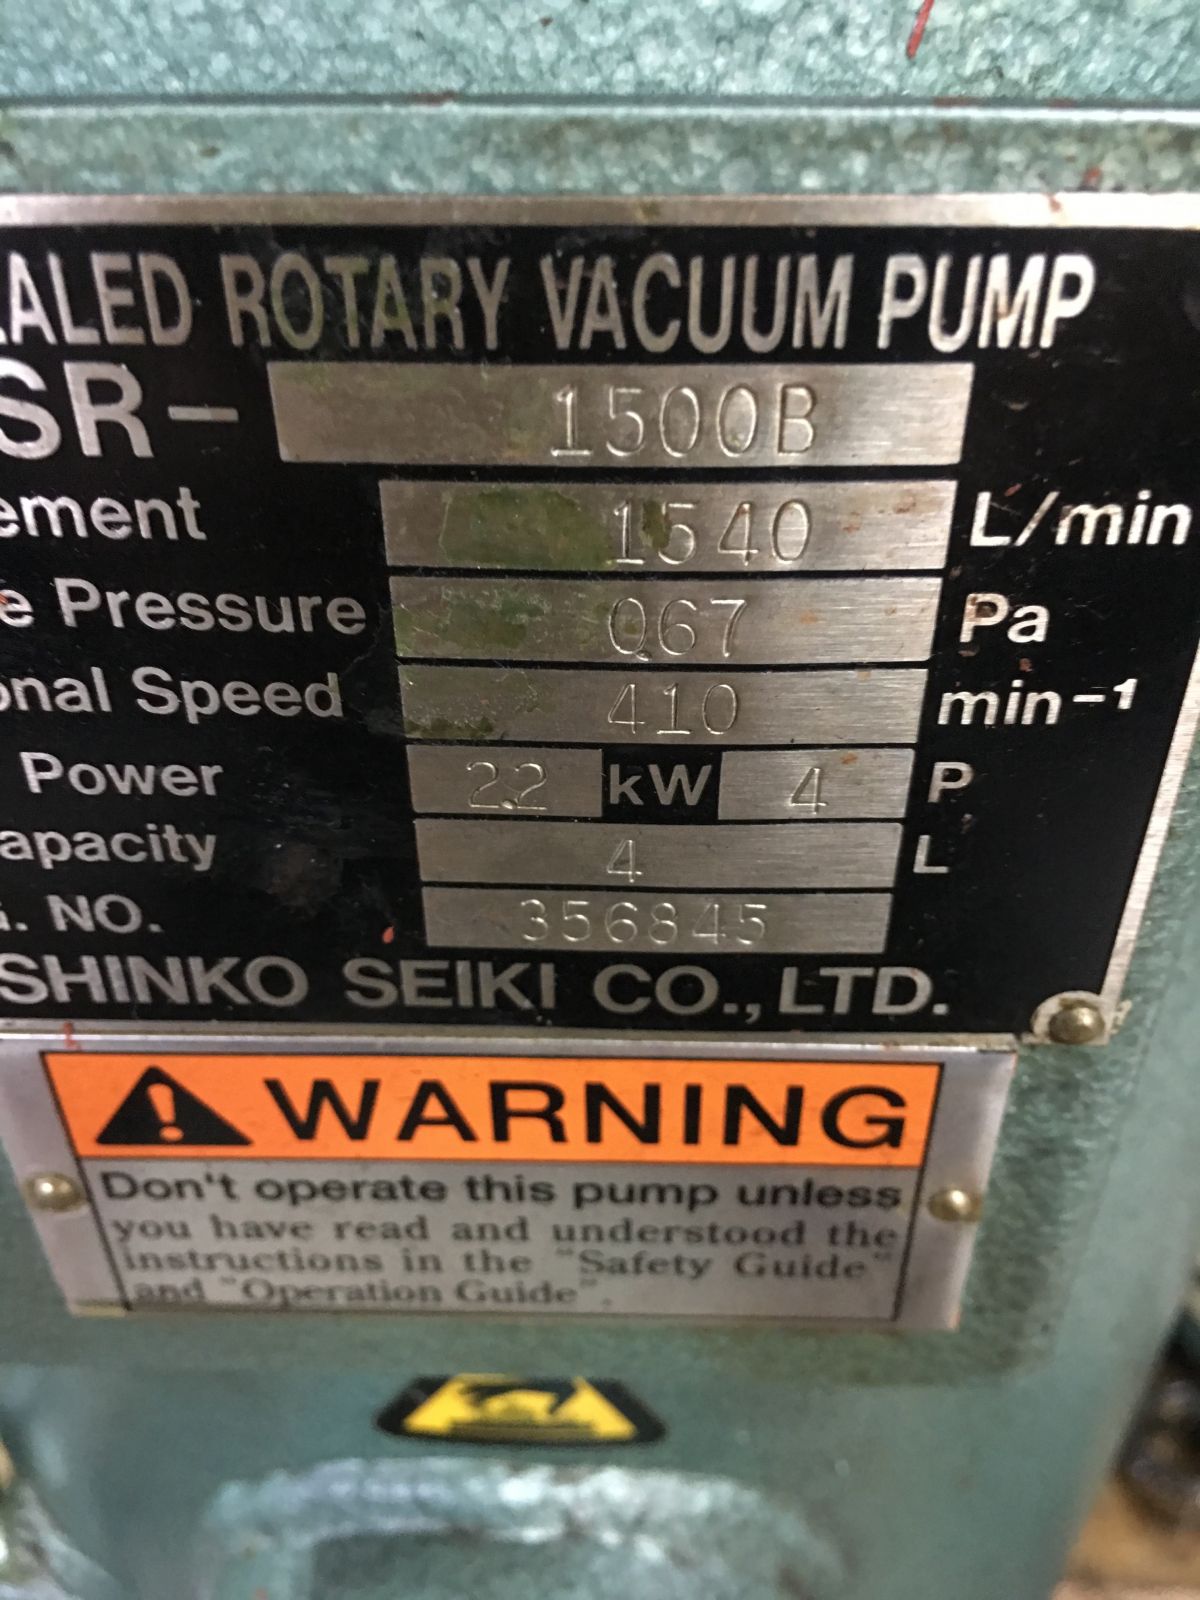 EALED ROTARY VACUUM PUMP
SR- 1500B
ement 1540 L/min
e Pressure 0.67 Pa
onal Speed 410 min⁻¹
Power 2.2 kW 4 P
apacity 4 L
G. NO. 356845
SHINKO SEIKI CO., LTD.
WARNING
Don't operate this pump unless
you have read and understood the
instructions in the "Safety Guide"
and "Operation Guide".